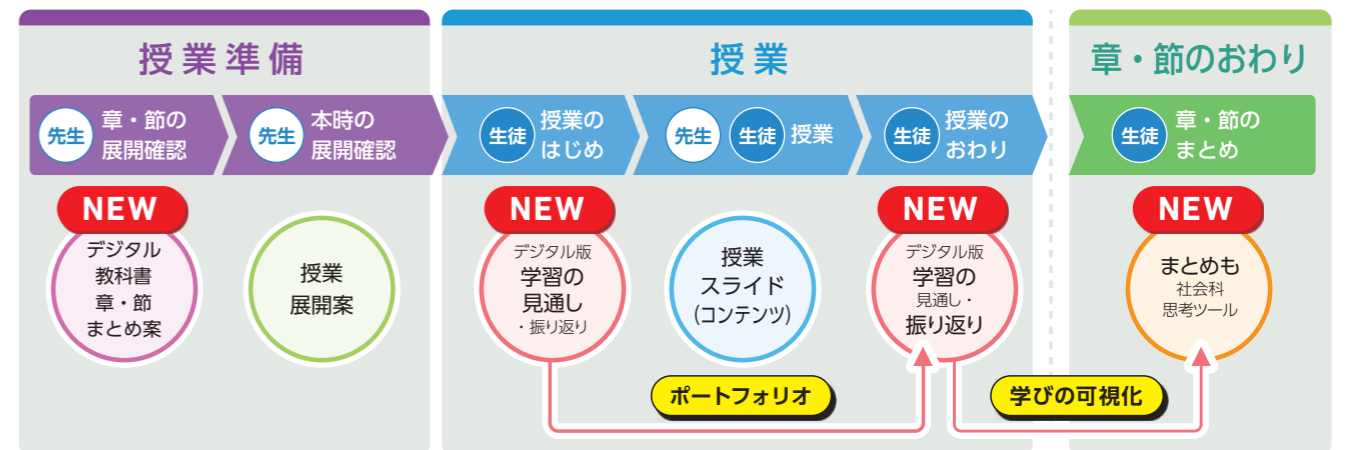 授業準備
授業
章・節のおわり
先生
章・節の
展開確認
先生
本時の
展開確認
生徒
授業の
はじめ
先生
生徒
授業
生徒
授業の
おわり
生徒
章・節の
まとめ
NEW
デジタル
教科書
章・節
まとめ案
授業
展開案
NEW
デジタル版
学習の
見通し
・振り返り
授業
スライド
(コンテンツ)
NEW
デジタル版
学習の
見通し・
振り返り
NEW
まとめも
社会科
思考ツール
ポートフォリオ
学びの可視化